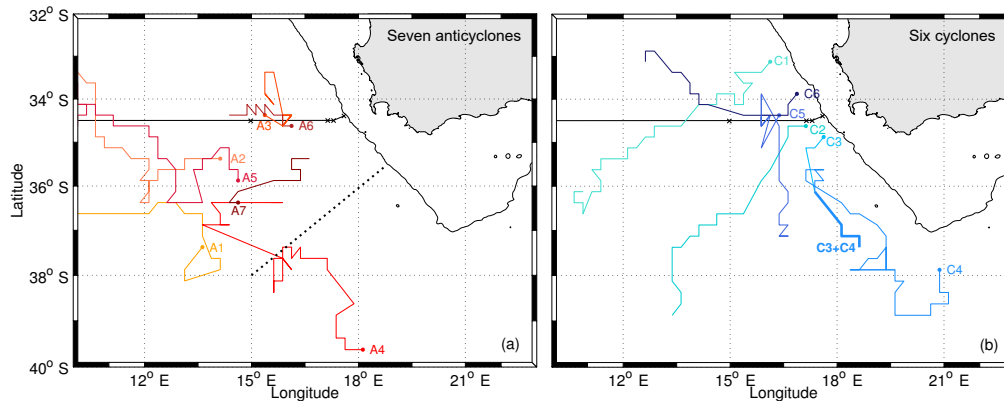 32° S
34° S
36° S
38° S
40° S
Latitude
12° E
15° E
18° E
21° E
Longitude
Seven anticyclones
A3
A6
A2
A5
A7
A1
A4
(a)
12° E
15° E
18° E
21° E
Longitude
Six cyclones
C1
C6
C5
C2
C3
C3+C4
C4
(b)